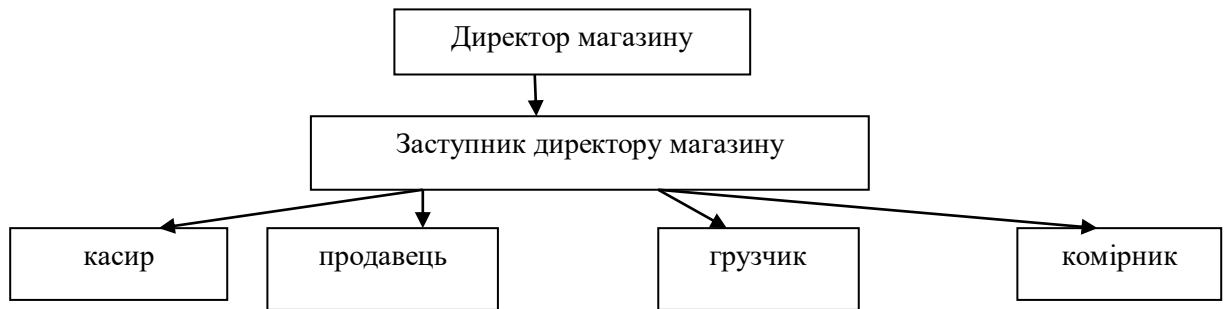 Директор магазину
Заступник директору магазину
касир
продавець
грузчик
комірник